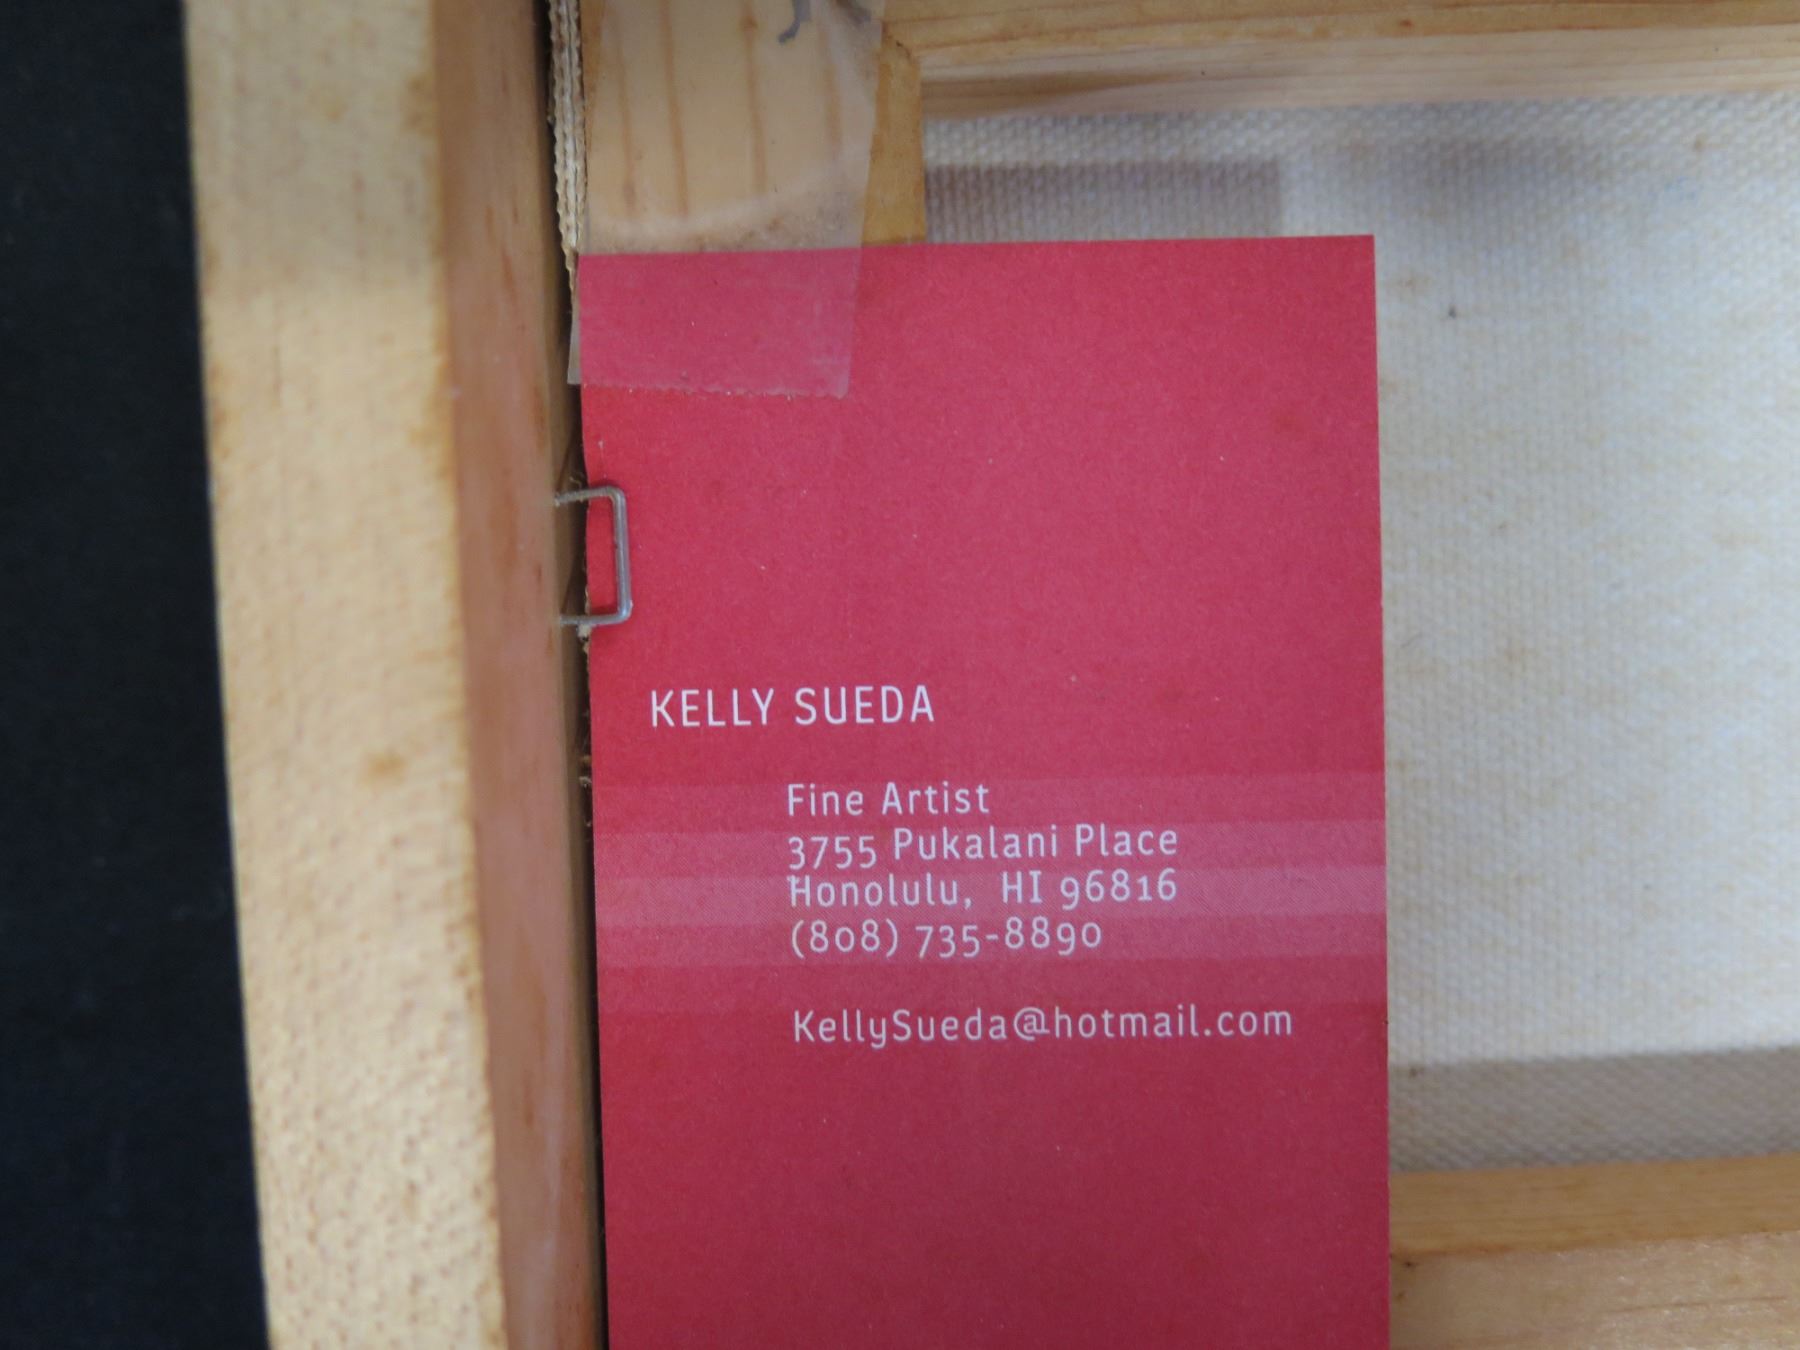 KELLY SUEDA
Fine Artist
3755 Pukalani Place
Honolulu, HI 96816
(808) 735-8890
KellySueda@hotmail.com